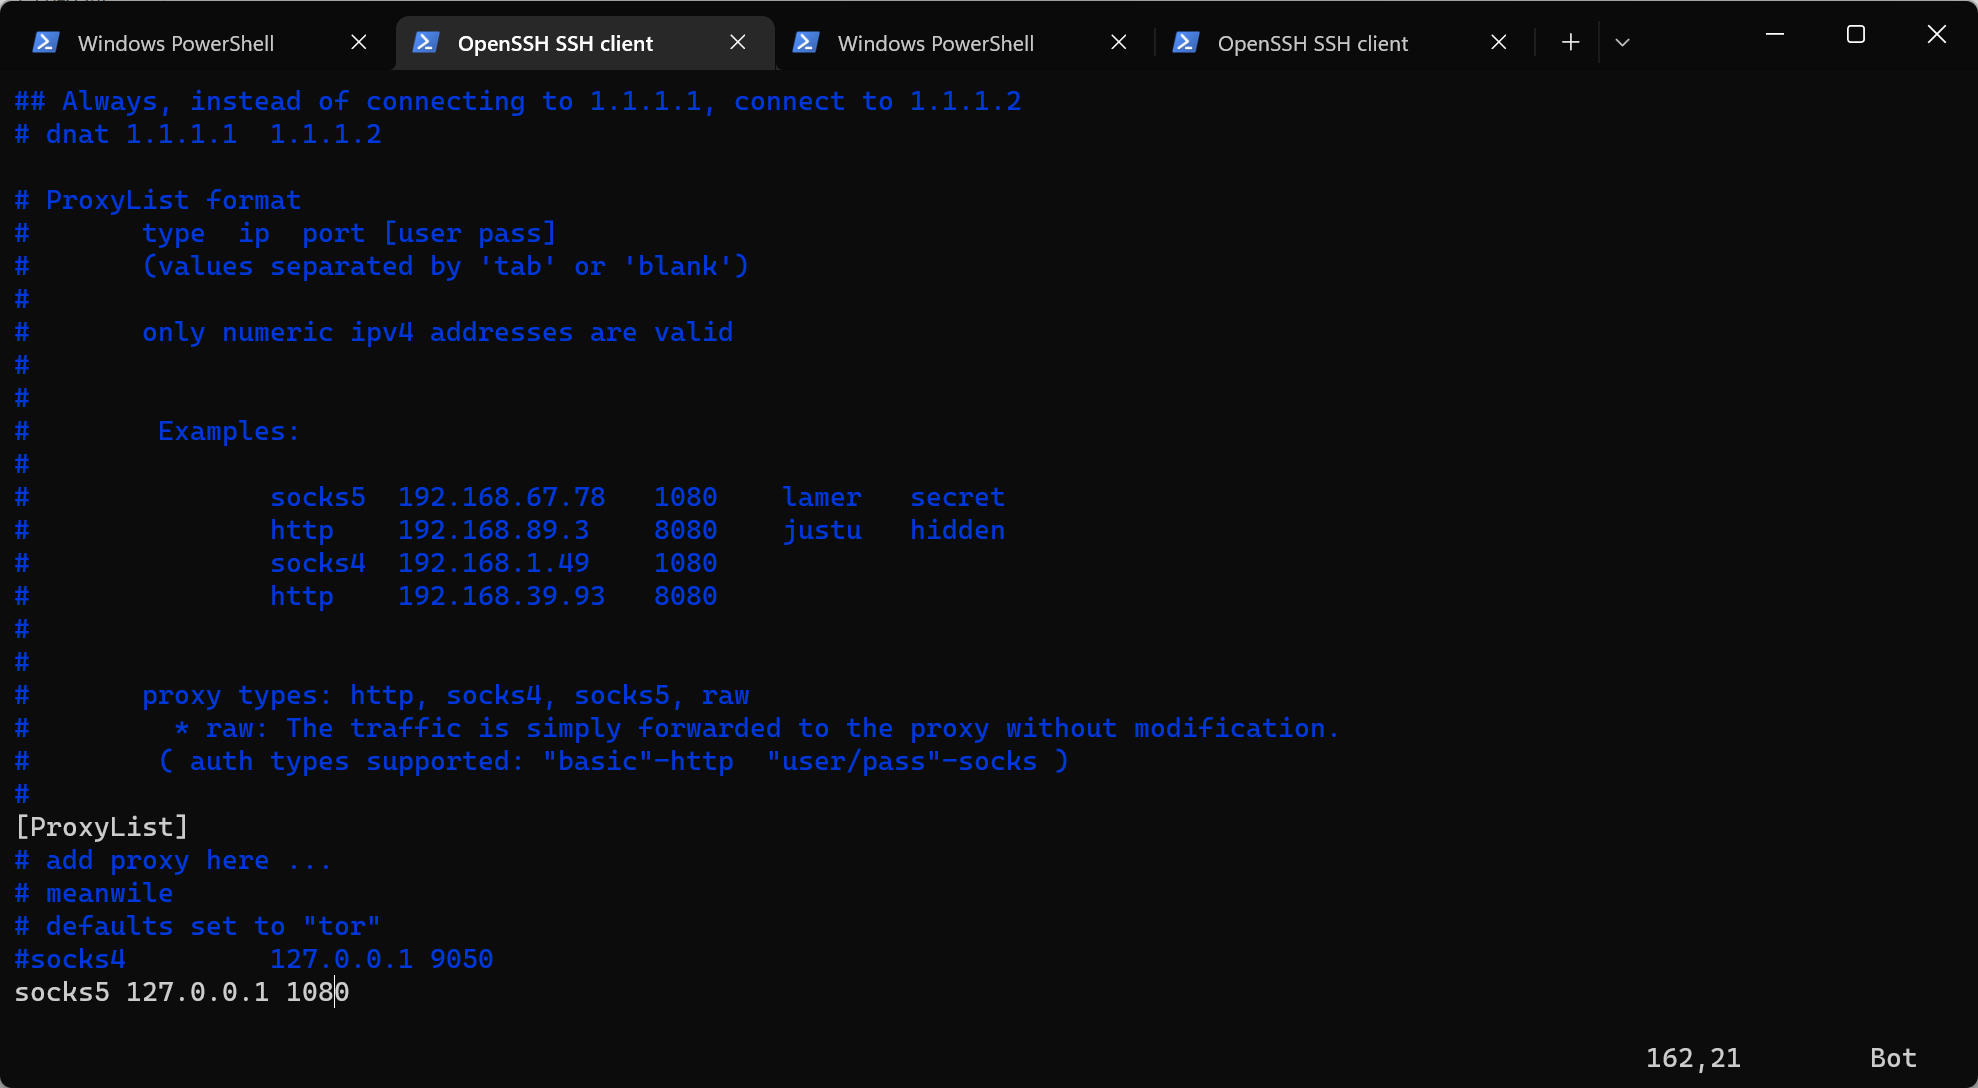 Windows PowerShell
OpenSSH SSH client
Windows PowerShell
OpenSSH SSH client
## Always, instead of connecting to 1.1.1.1, connect to 1.1.1.2
# dnat 1.1.1.1  1.1.1.2
# ProxyList format
#       type  ip  port [user pass]
#       (values separated by 'tab' or 'blank')
#
#       only numeric ipv4 addresses are valid
#
#
#        Examples:
#
#               socks5  192.168.67.78   1080    lamer   secret
#               http    192.168.89.3    8080    justu   hidden
#               socks4  192.168.1.49    1080
#               http    192.168.39.93   8080
#
#
#       proxy types: http, socks4, socks5, raw
#         * raw: The traffic is simply forwarded to the proxy without modification.
#        ( auth types supported: "basic"-http  "user/pass"-socks )
#
[ProxyList]
# add proxy here ...
# meanwile
# defaults set to "tor"
#socks4         127.0.0.1 9050
socks5 127.0.0.1 1080
162,21        Bot